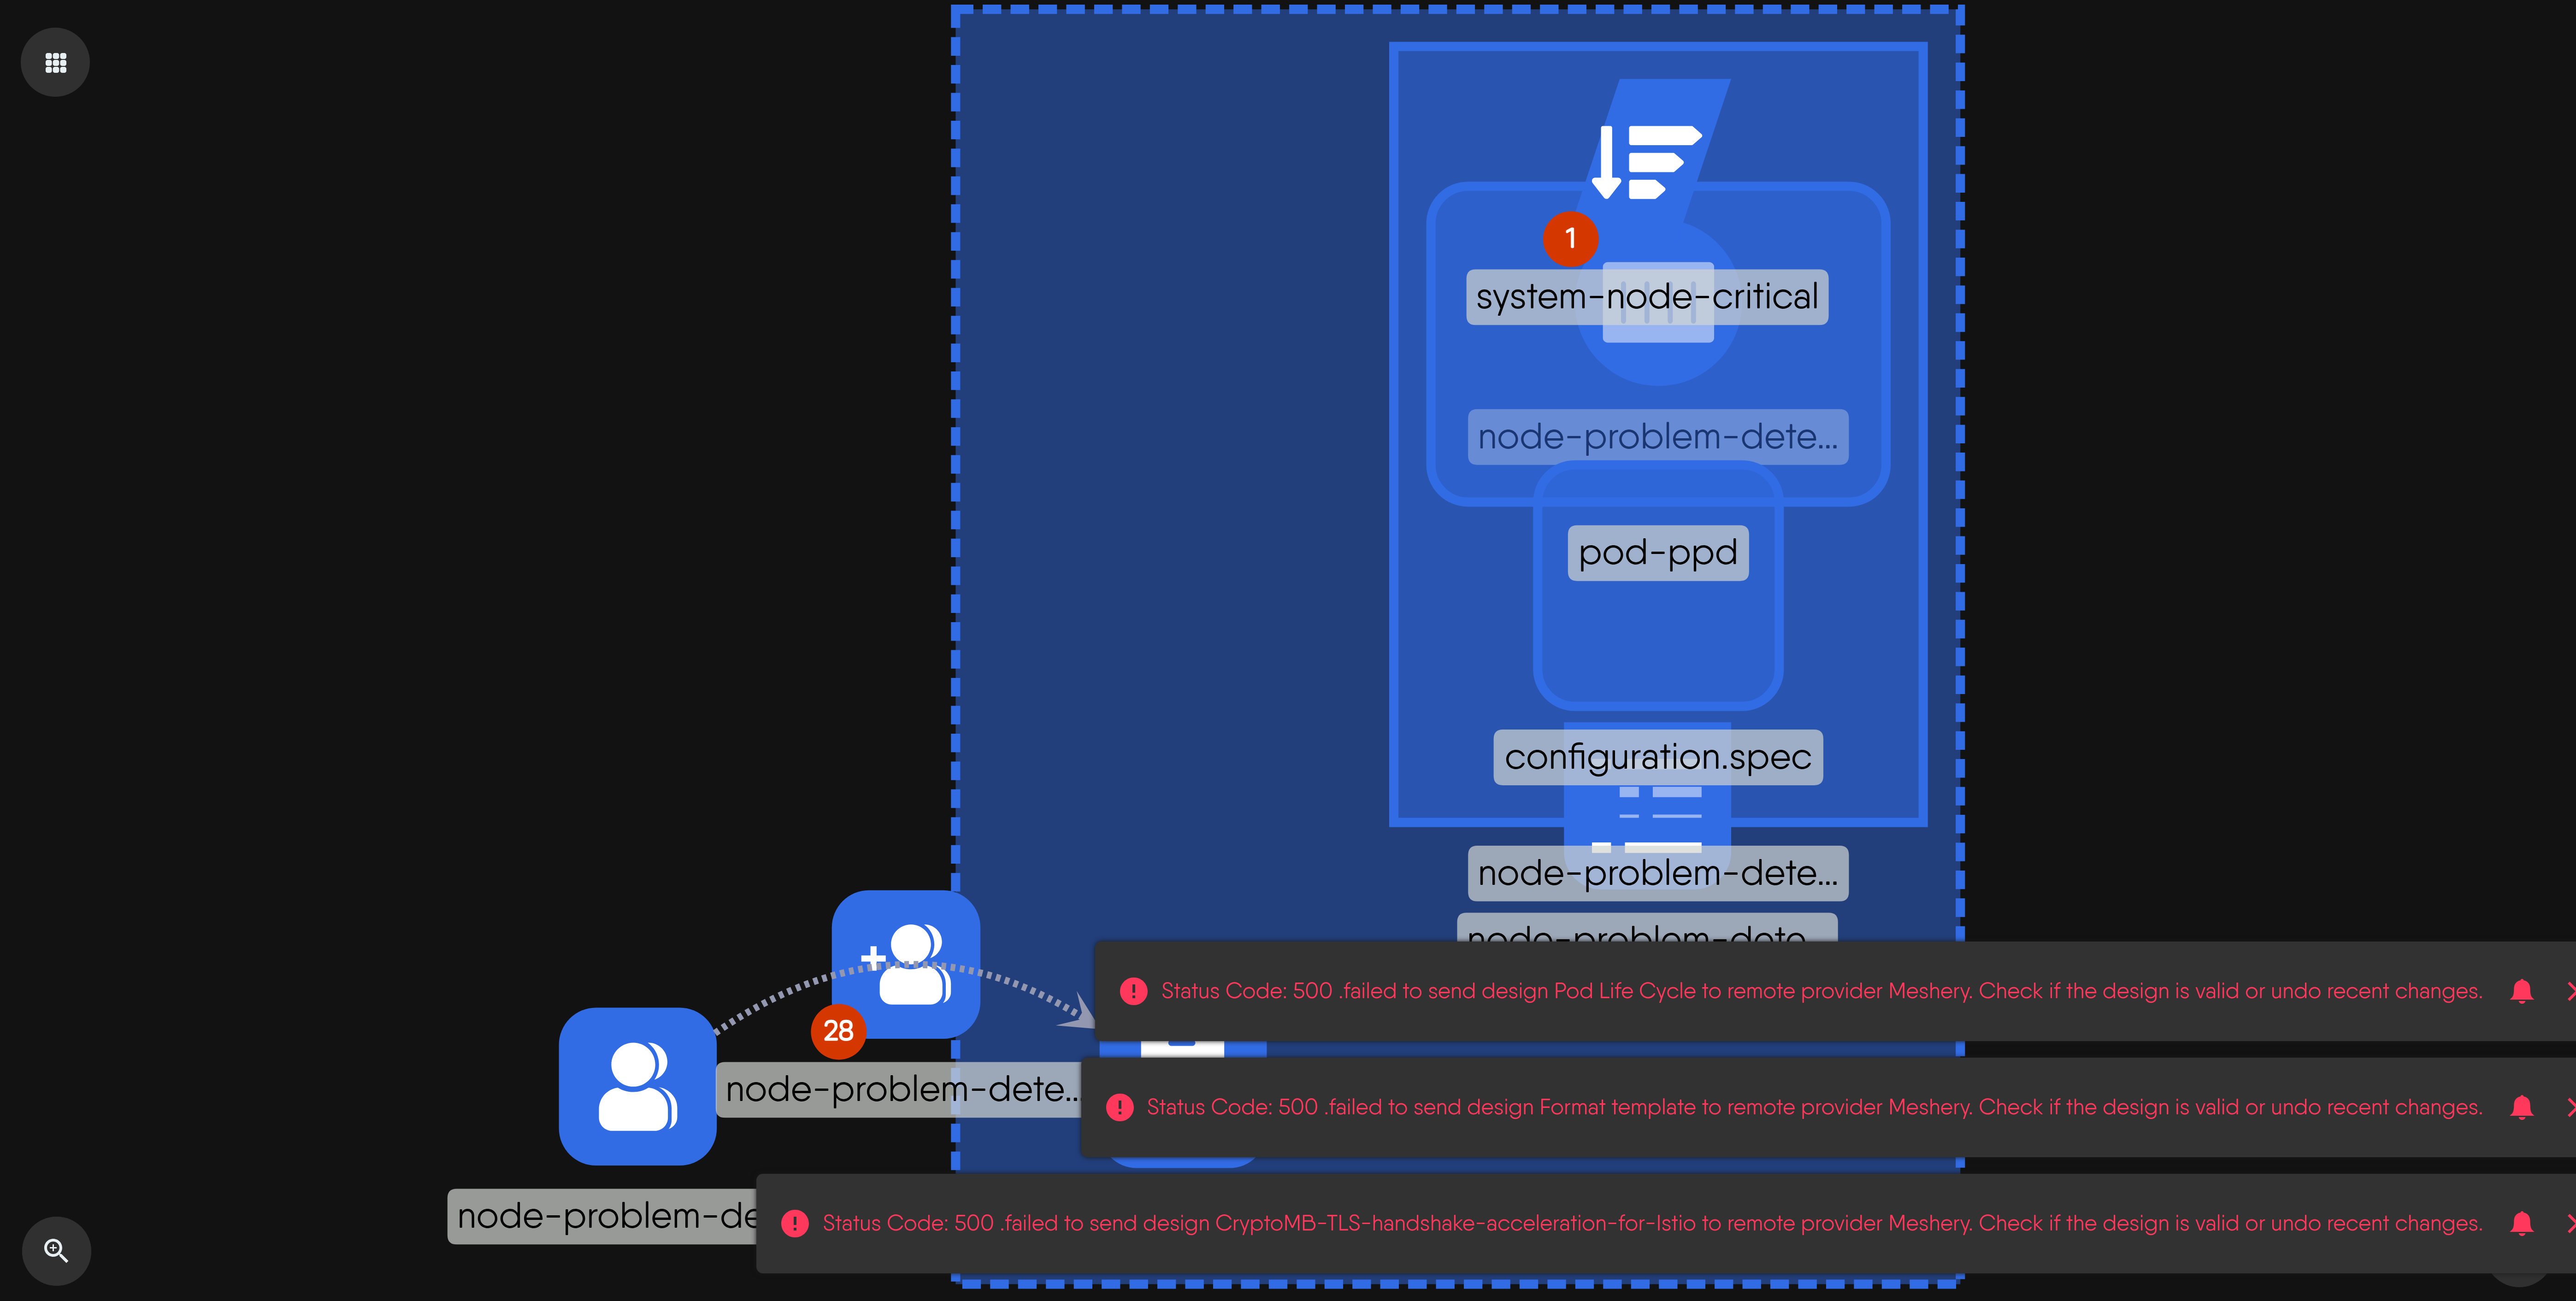 1
system-node-critical
node-problem-dete...
pod-ppd
configuration.spec
node-problem-dete...
node-problem-dete...
Status Code: 500 .failed to send design Pod Life Cycle to remote provider Meshery. Check if the design is valid or undo recent changes.
28
node-problem-dete...
Status Code: 500 .failed to send design Format template to remote provider Meshery. Check if the design is valid or undo recent changes.
node-problem-de
Status Code: 500 .failed to send design CryptoMB-TLS-handshake-acceleration-for-Istio to remote provider Meshery. Check if the design is valid or undo recent changes.